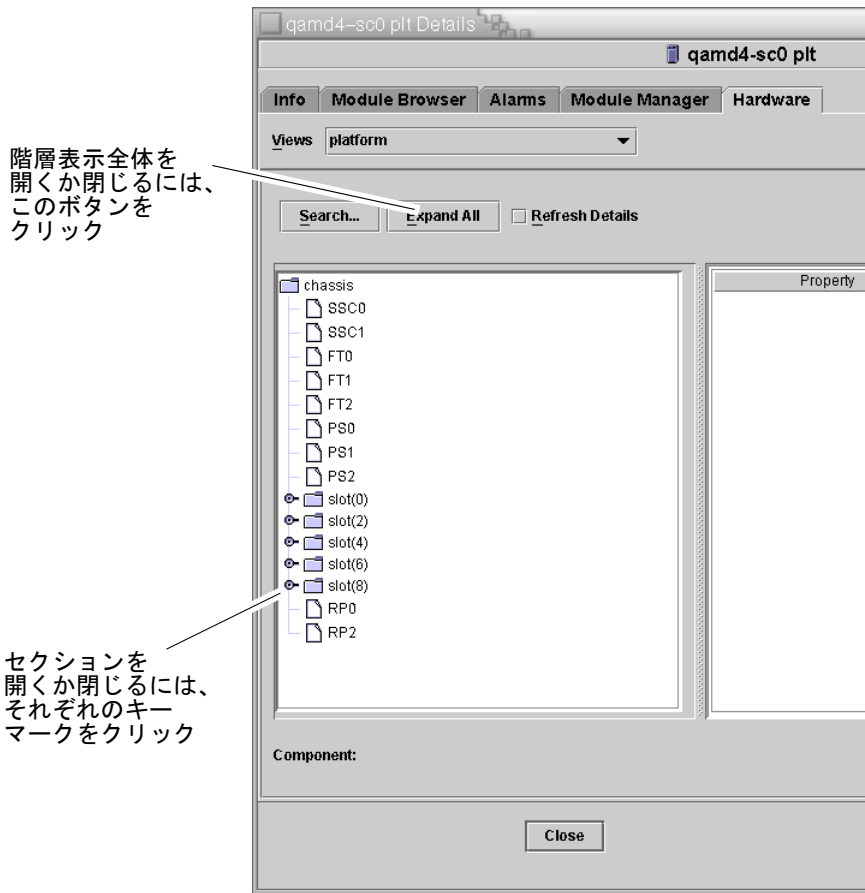 qamd4-sc0 plt Details
qamd4-sc0 plt
Info Module Browser Alarms Module Manager Hardware
Views platform
階層表示全体を
開くか閉じるには、
このボタンを
クリック
Search... Expand All Refresh Details
chassis
SSC0
SSC1
FT0
FT1
FT2
PS0
PS1
PS2
slot(0)
slot(2)
slot(4)
slot(6)
slot(8)
RP0
RP2
Property
セクションを
開くか閉じるには、
それぞれのキー
マークをクリック
Component:
Close